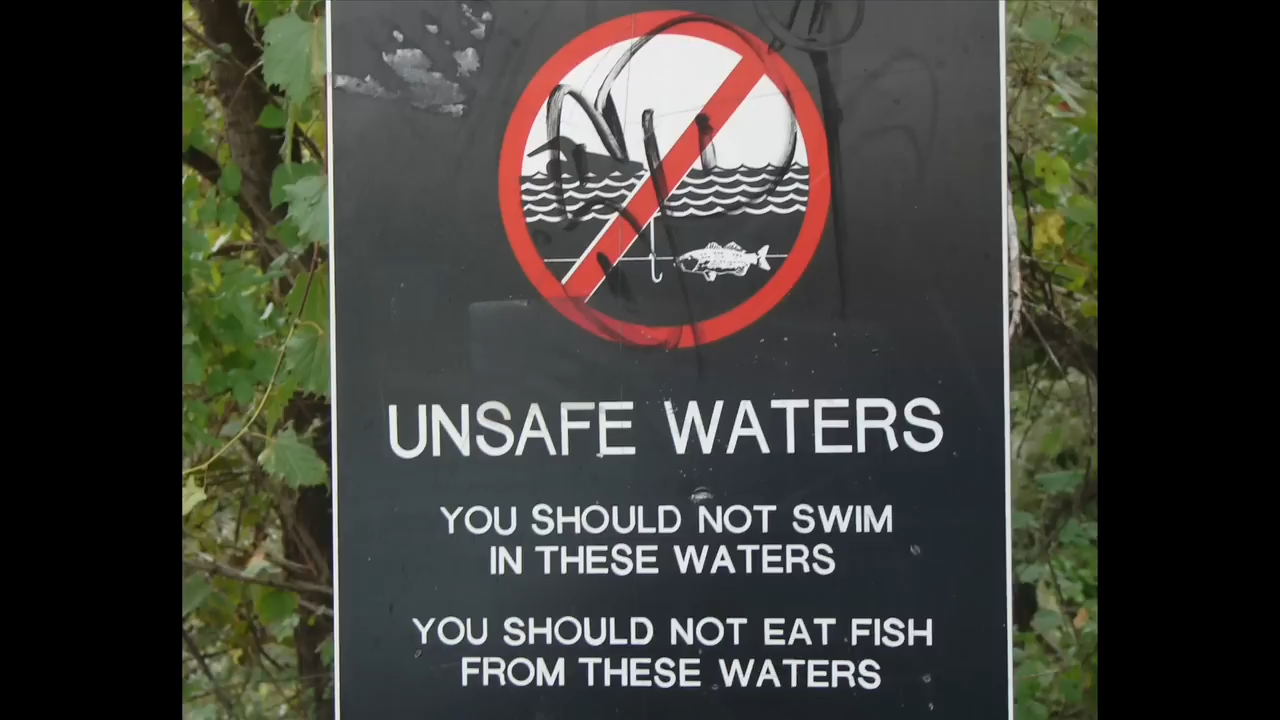 UNSAFE WATERS
YOU SHOULD NOT SWIM
IN THESE WATERS
YOU SHOULD NOT EAT FISH
FROM THESE WATERS